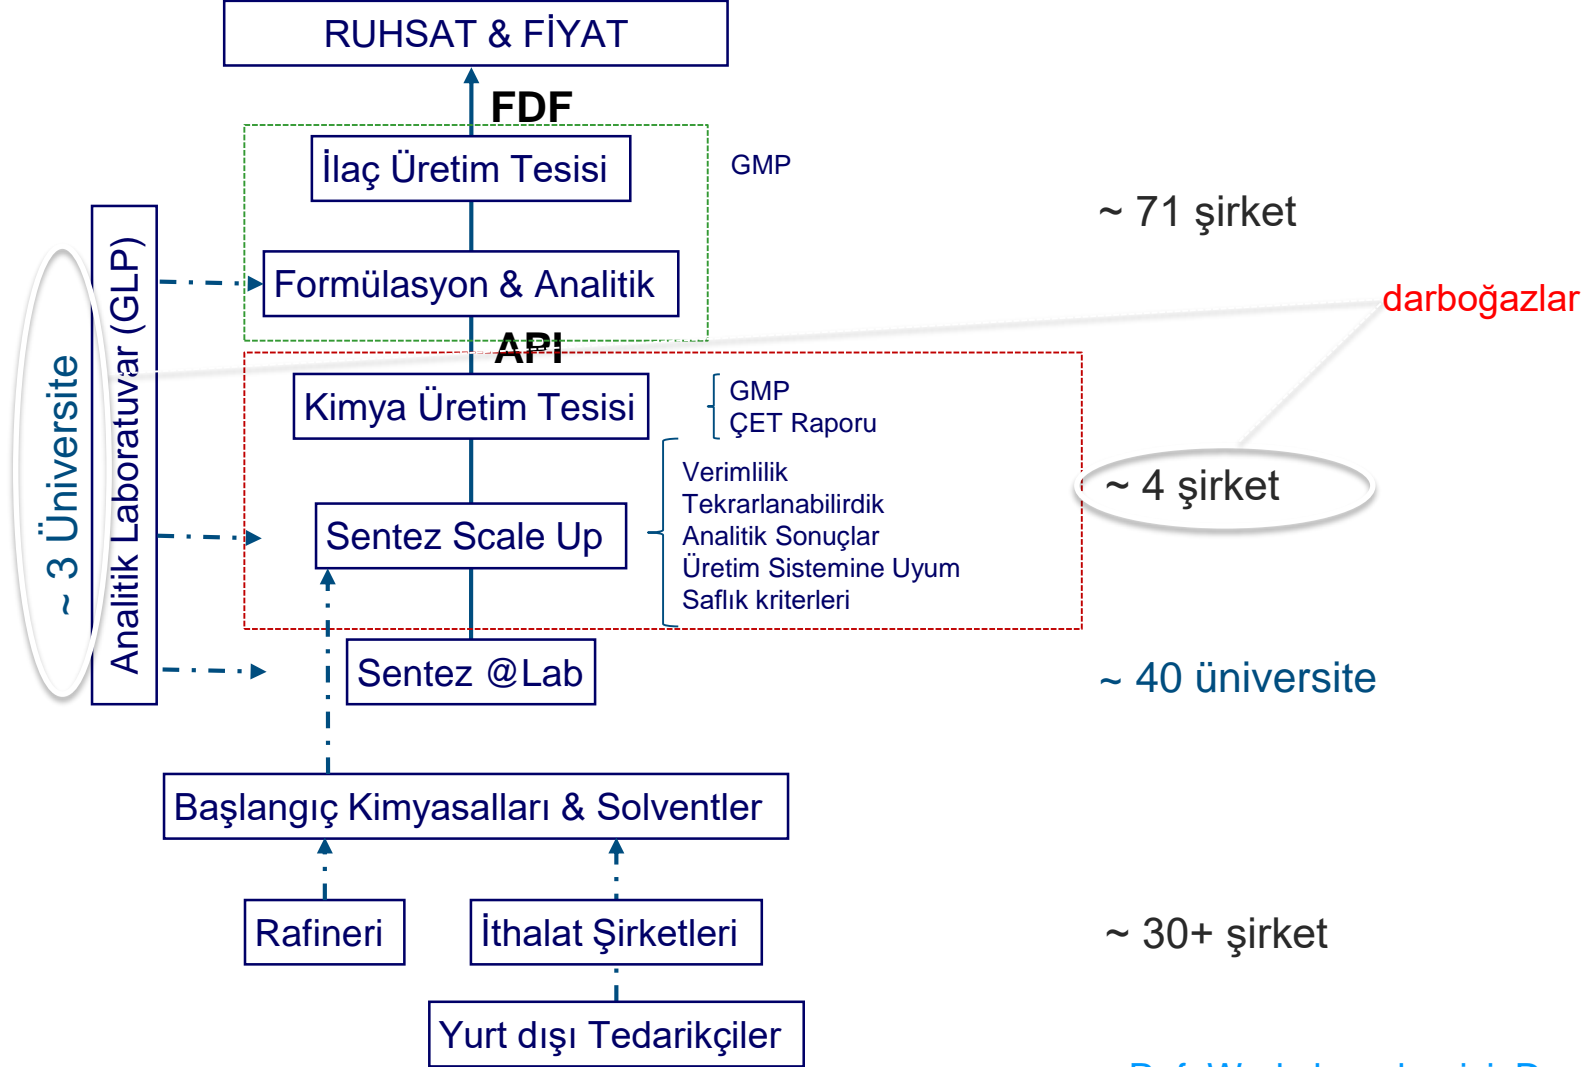 RUHSAT & FİYAT
FDF
İlaç Üretim Tesisi
GMP
~ 71 şirket
Formülasyon & Analitik
darboğazlar
API
~ 3 Üniversite
Analitik Laboratuvar (GLP)
Kimya Üretim Tesisi
GMP
ÇET Raporu
Verimlilik
Tekrarlanabilirdik
Analitik Sonuçlar
Üretim Sistemine Uyum
Saflık kriterleri
~ 4 şirket
Sentez Scale Up
Sentez @Lab
~ 40 üniversite
Başlangıç Kimyasalları & Solventler
Rafineri
İthalat Şirketleri
~ 30+ şirket
Yurt dışı Tedarikçiler